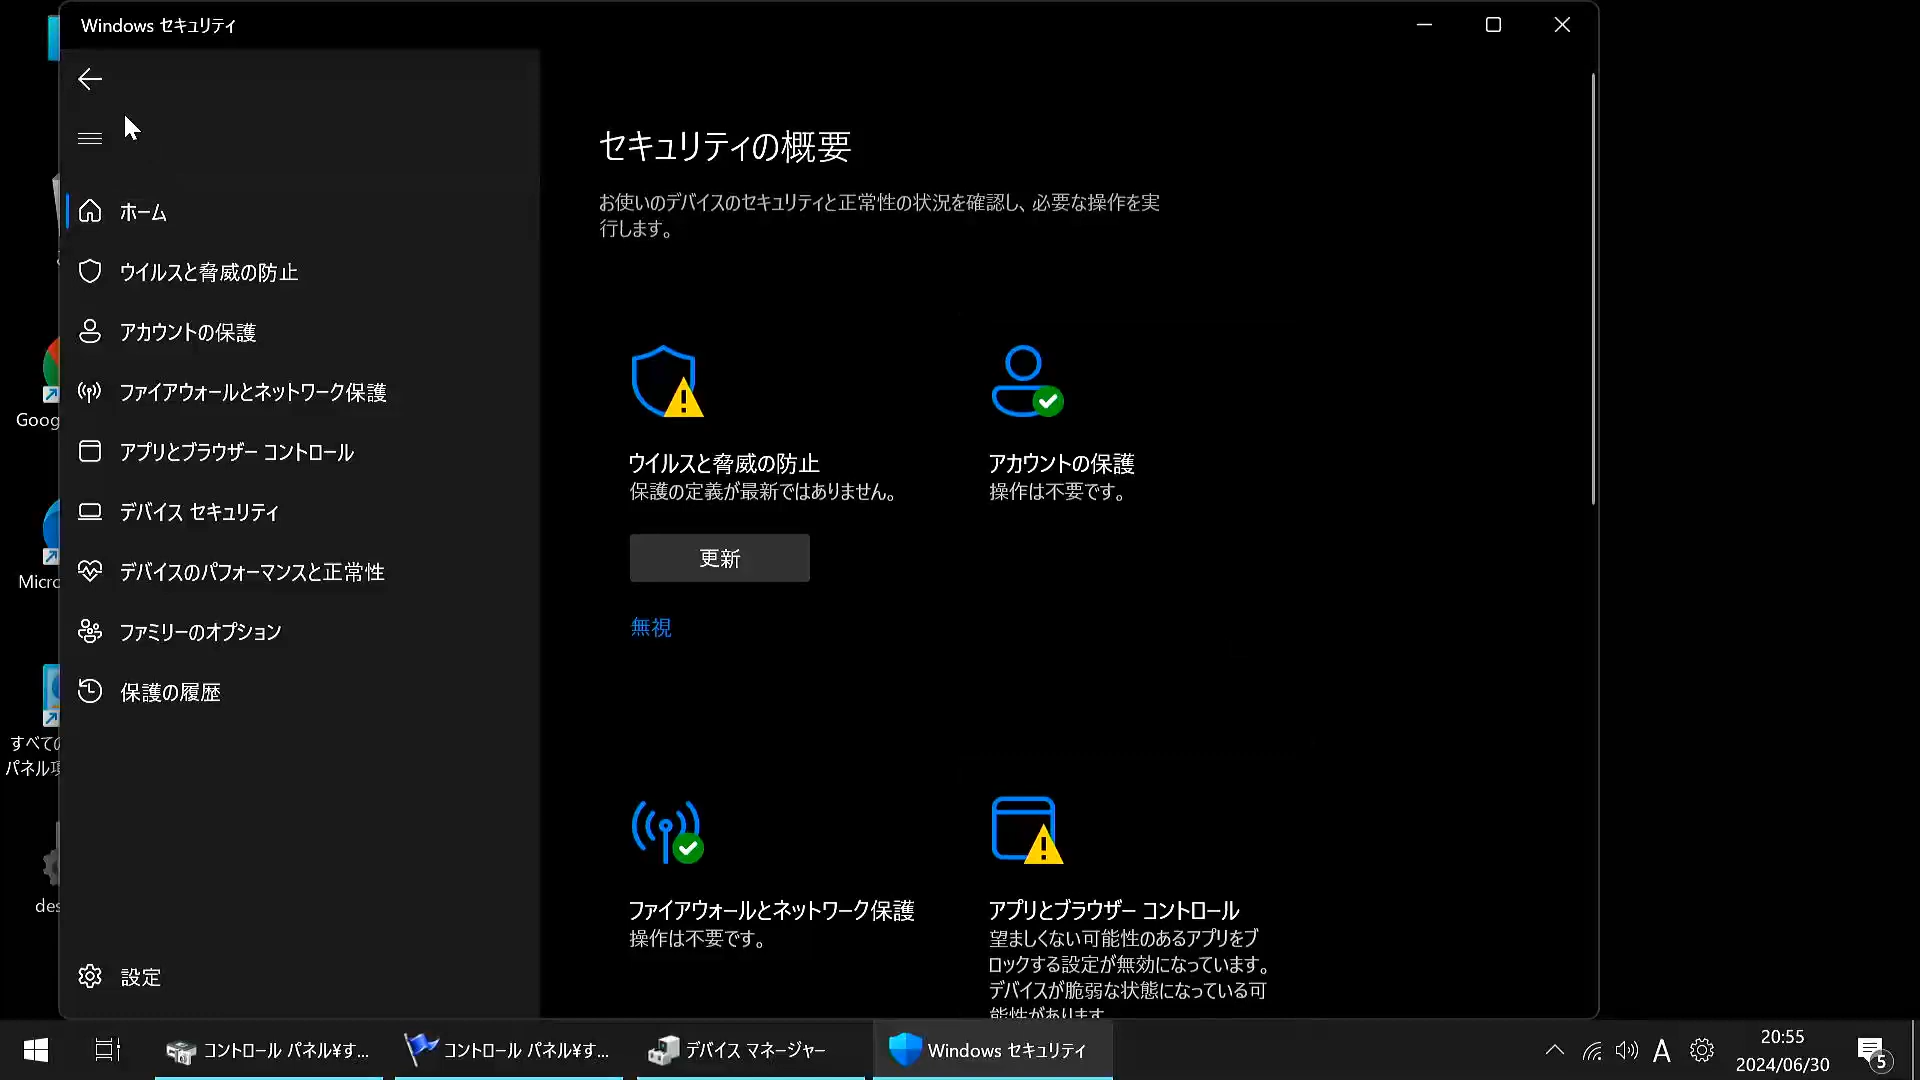 Windows セキュリティ
ホーム
ウイルスと脅威の防止
アカウントの保護
ファイアウォールとネットワーク保護
アプリとブラウザー コントロール
デバイス セキュリティ
デバイスのパフォーマンスと正常性
ファミリーのオプション
保護の履歴
設定
セキュリティの概要
お使いのデバイスのセキュリティと正常性の状況を確認し、必要な操作を実
行します。
ウイルスと脅威の防止
保護の定義が最新ではありません。
更新
無視
アカウントの保護
操作は不要です。
ファイアウォールとネットワーク保護
操作は不要です。
アプリとブラウザー コントロール
望ましくない可能性のあるアプリをブ
ロックする設定が無効になっています。
デバイスが脆弱な状態になっている可
能性があります
Goog
Micro
すべての
パネル項
des
コントロール パネル¥す...
コントロール パネル¥す...
デバイス マネージャー
Windows セキュリティ
A
20:55
2024/06/30
5